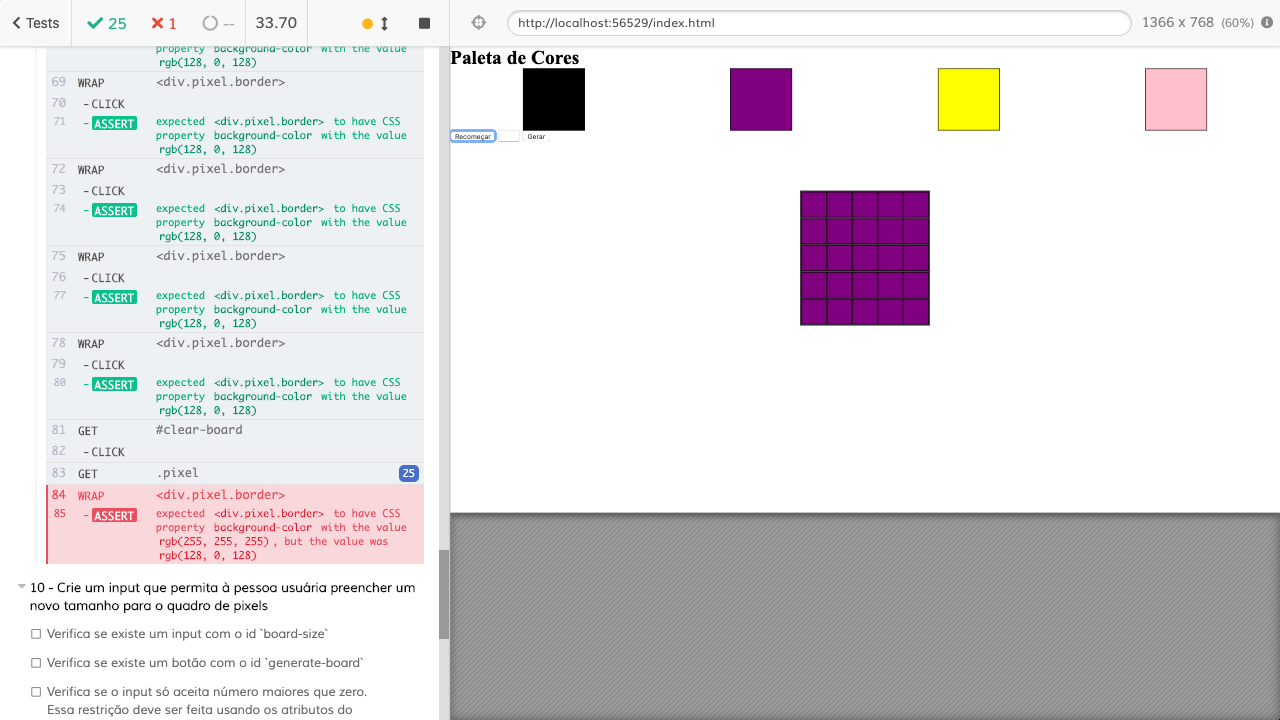 Tests
25
1
--
33.70
http://localhost:56529/index.html
1366 x 768 (60%)
property background-color with the value
rgb(128, 0, 128)
69 WRAP <div.pixel.border>
70 -CLICK
71 -ASSERT expected <div.pixel.border> to have CSS
property background-color with the value
rgb(128, 0, 128)
72 WRAP <div.pixel.border>
73 -CLICK
74 -ASSERT expected <div.pixel.border> to have CSS
property background-color with the value
rgb(128, 0, 128)
75 WRAP <div.pixel.border>
76 -CLICK
77 -ASSERT expected <div.pixel.border> to have CSS
property background-color with the value
rgb(128, 0, 128)
78 WRAP <div.pixel.border>
79 -CLICK
80 -ASSERT expected <div.pixel.border> to have CSS
property background-color with the value
rgb(128, 0, 128)
81 GET #clear-board
82 -CLICK
83 GET .pixel 25
84 WRAP <div.pixel.border>
85 -ASSERT expected <div.pixel.border> to have CSS
property background-color with the value
rgb(255, 255, 255), but the value was
rgb(128, 0, 128)
10 - Crie um input que permita à pessoa usuária preencher um
novo tamanho para o quadro de pixels
Verifica se existe um input com o id `board-size`
Verifica se existe um botão com o id `generate-board`
Verifica se o input só aceita número maiores que zero.
Essa restrição deve ser feita usando os atributos do
Paleta de Cores
Recomeçar
Gerar